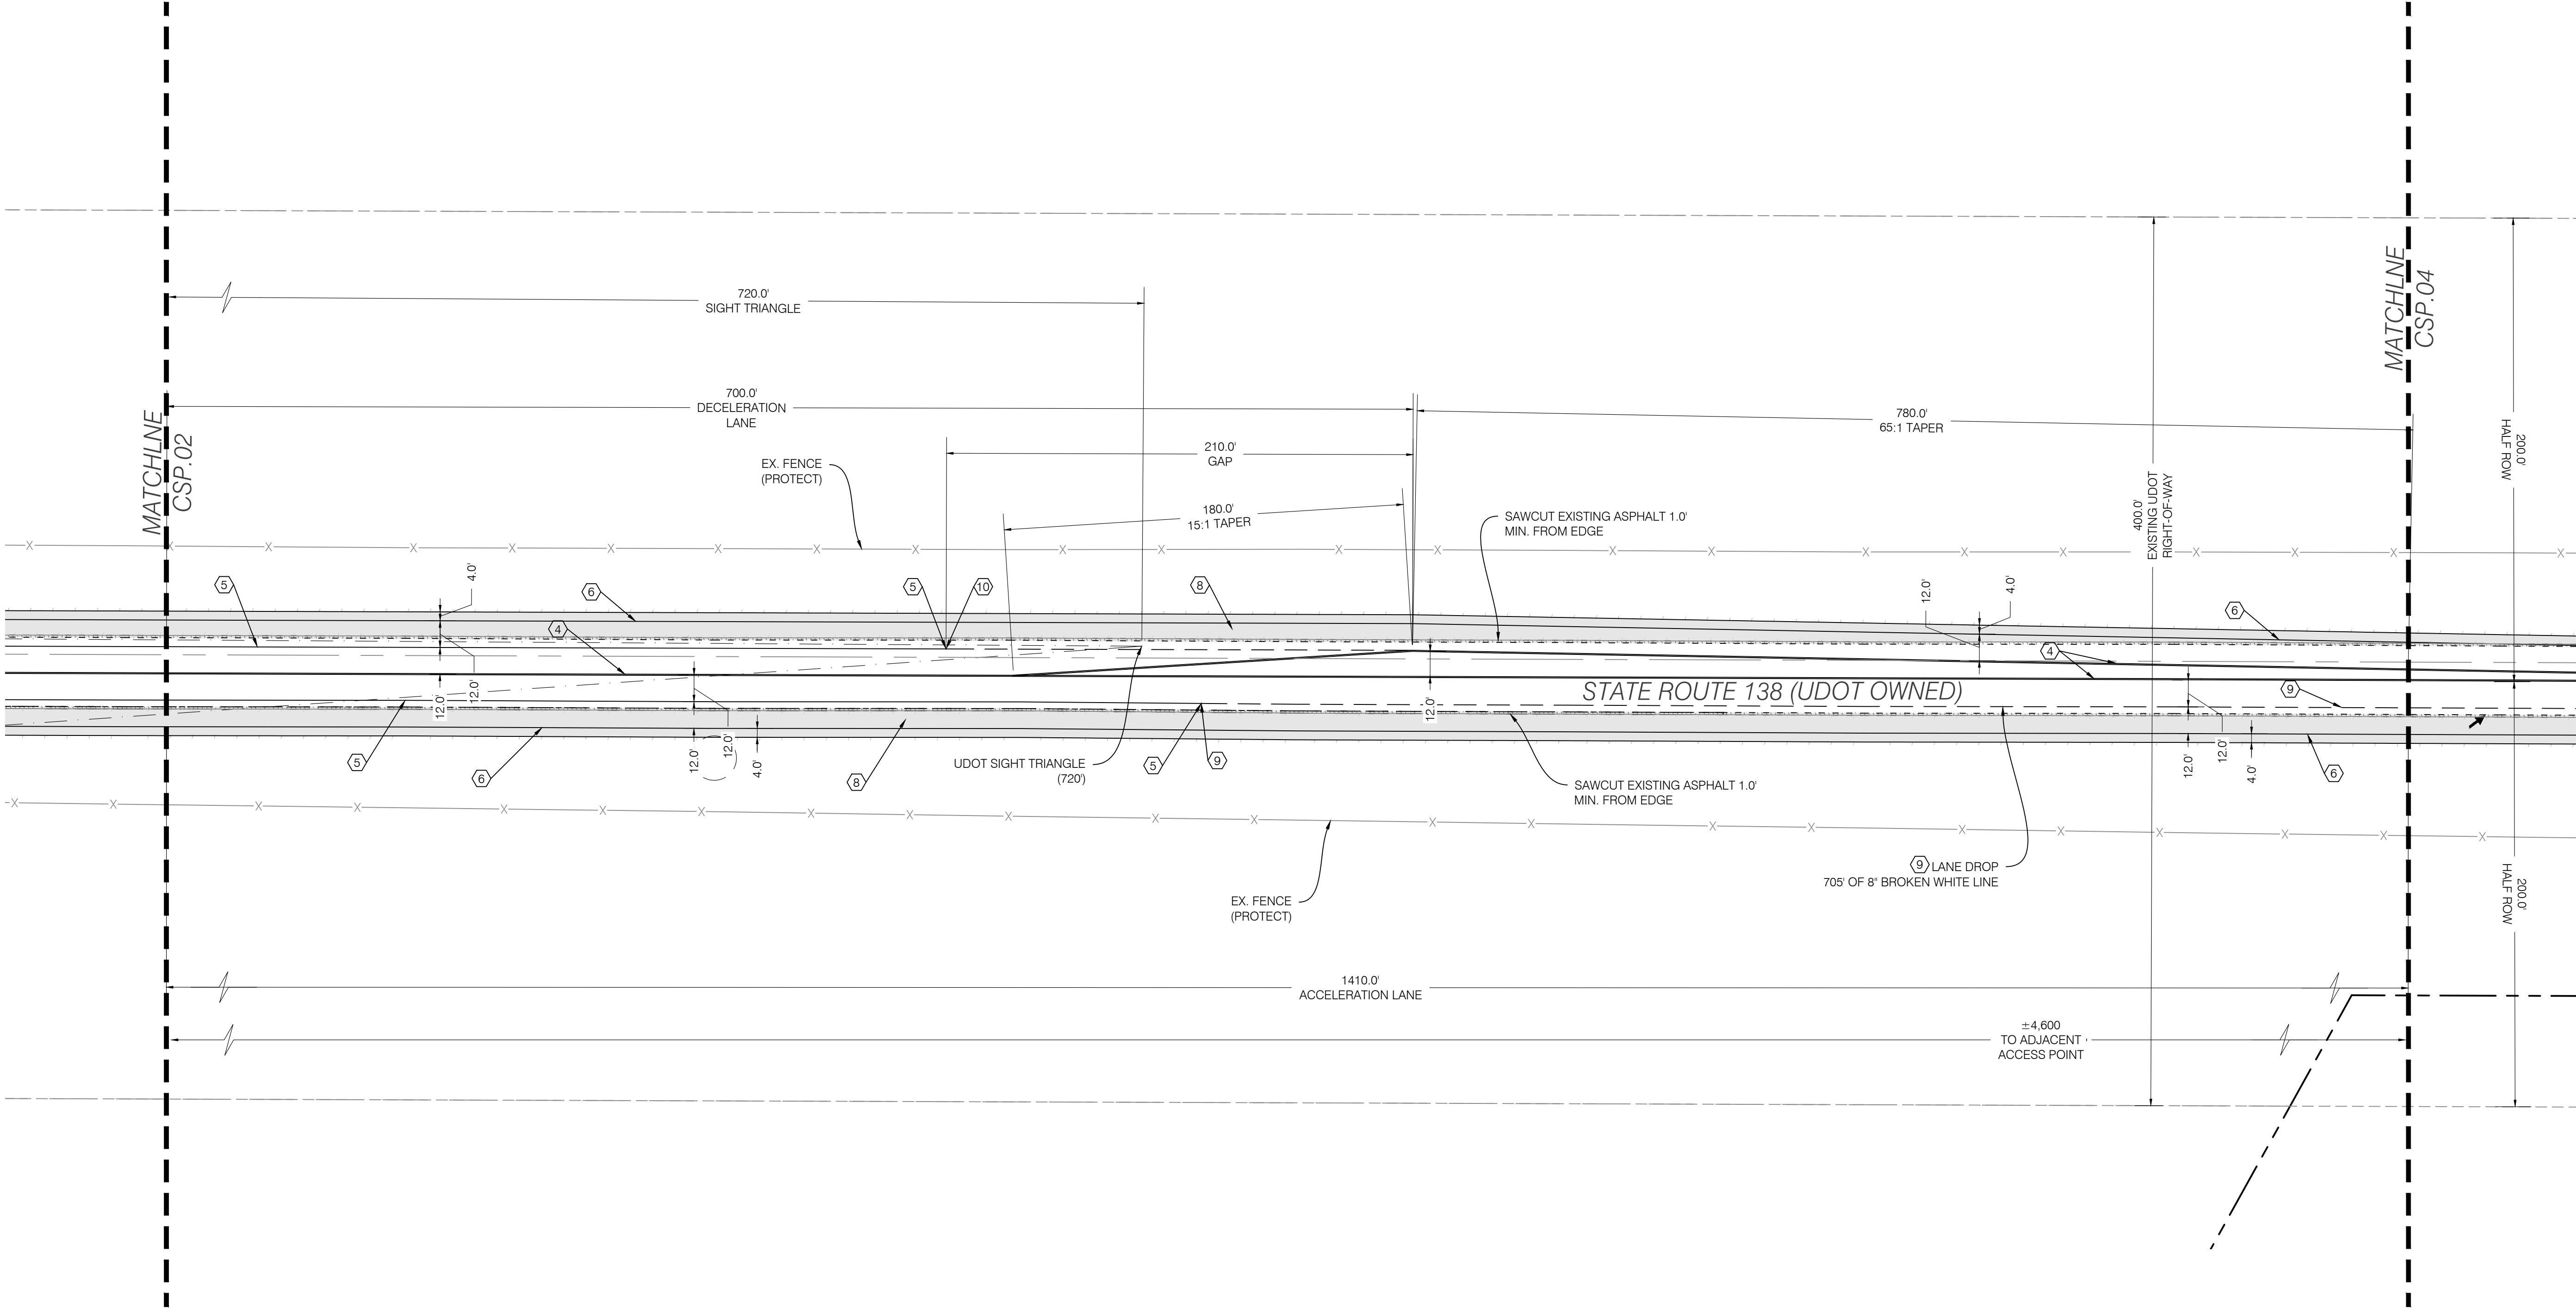 MATCHLNE
CSP.04
720.0'
SIGHT TRIANGLE
700.0'
DECELERATION
LANE
780.0'
65:1 TAPER
MATCHLNE
CSP.02
210.0'
GAP
200.0'
HALF ROW
EX. FENCE
(PROTECT)
400.0'
EXISTING UDOT
RIGHT-OF-WAY
180.0'
15:1 TAPER
SAWCUT EXISTING ASPHALT 1.0'
MIN. FROM EDGE
5
4.0'
6
5
10
8
12.0'
4.0'
6
4
4
12.0'
12.0'
12.0'
STATE ROUTE 138 (UDOT OWNED)
9
5
6
12.0'
12.0'
4.0'
8
UDOT SIGHT TRIANGLE
(720')
5
9
SAWCUT EXISTING ASPHALT 1.0'
MIN. FROM EDGE
12.0'
12.0'
4.0'
6
9 LANE DROP
705' OF 8" BROKEN WHITE LINE
EX. FENCE
(PROTECT)
200.0'
HALF ROW
1410.0'
ACCELERATION LANE
±4,600
TO ADJACENT
ACCESS POINT